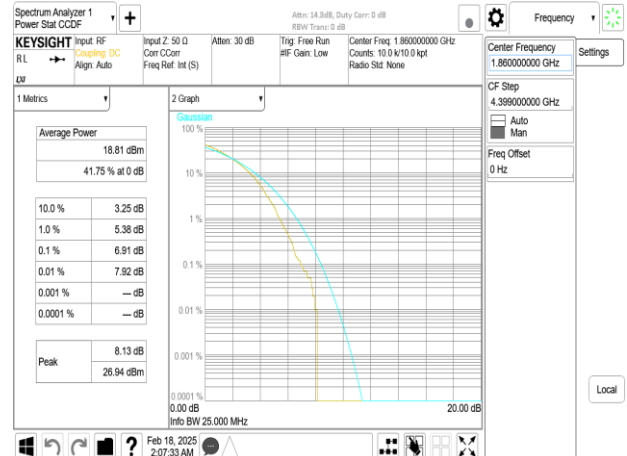 Spectrum Analyzer 1
Power Stat CCDF
Attn: 14.8dB, Duty Corr: 0 dB
RBW Trans: 0 dB
Frequency
KEYSIGHT
RL
LXI
Input: RF
Coupling: DC
Align: Auto
Input Z: 50 Ω
Corr CCorr
Freq Ref: Int (S)
Atten: 30 dB
Trig: Free Run
#IF Gain: Low
Center Freq: 1.860000000 GHz
Counts: 10.0 k/10.0 kpt
Radio Std: None
Center Frequency
1.860000000 GHz
Settings
CF Step
4.399000000 GHz
Auto
Man
Freq Offset
0 Hz
1 Metrics
Average Power
18.81 dBm
41.75 % at 0 dB
10.0 % 3.25 dB
1.0 % 5.38 dB
0.1 % 6.91 dB
0.01 % 7.92 dB
0.001 % --- dB
0.0001 % --- dB
Peak
8.13 dB
26.94 dBm
2 Graph
Gaussian
100 %
10 %
1 %
0.1 %
0.01 %
0.001 %
0.0001 %
0.00 dB 20.00 dB
Info BW 25.000 MHz
Local
Feb 18, 2025
2:07:33 AM